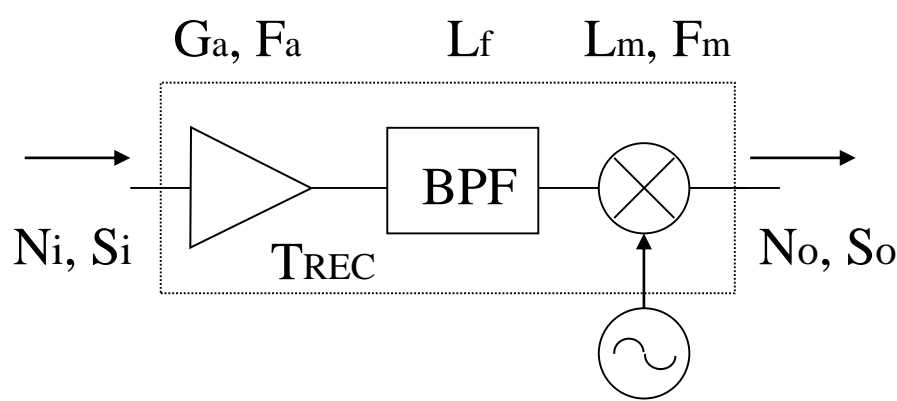 Ga, Fa
Lf
Lm, Fm
BPF
Ni, Si
TREC
No, So